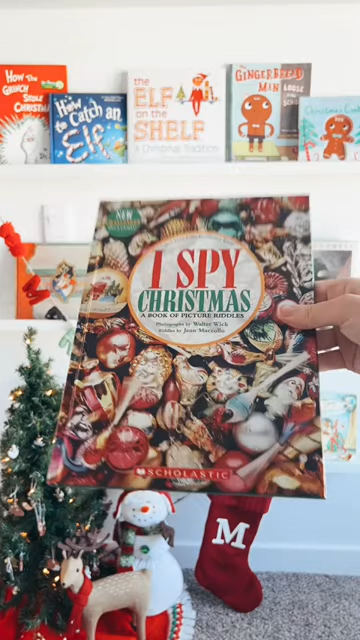 How The
GRINCH
STOLE
CHRISTMAS
How to Catch an
Elf
the
ELF
on the
SHELF
a Christmas Tradition
GINGERBREAD
MAN
LOOSE
IN THE
SCHOOL
Christmas
NEW
I SPY
CHRISTMAS
A BOOK OF PICTURE RIDDLES
Photographs by Walter Wick
Riddles by Jean Marzollo
SCHOLASTIC
M